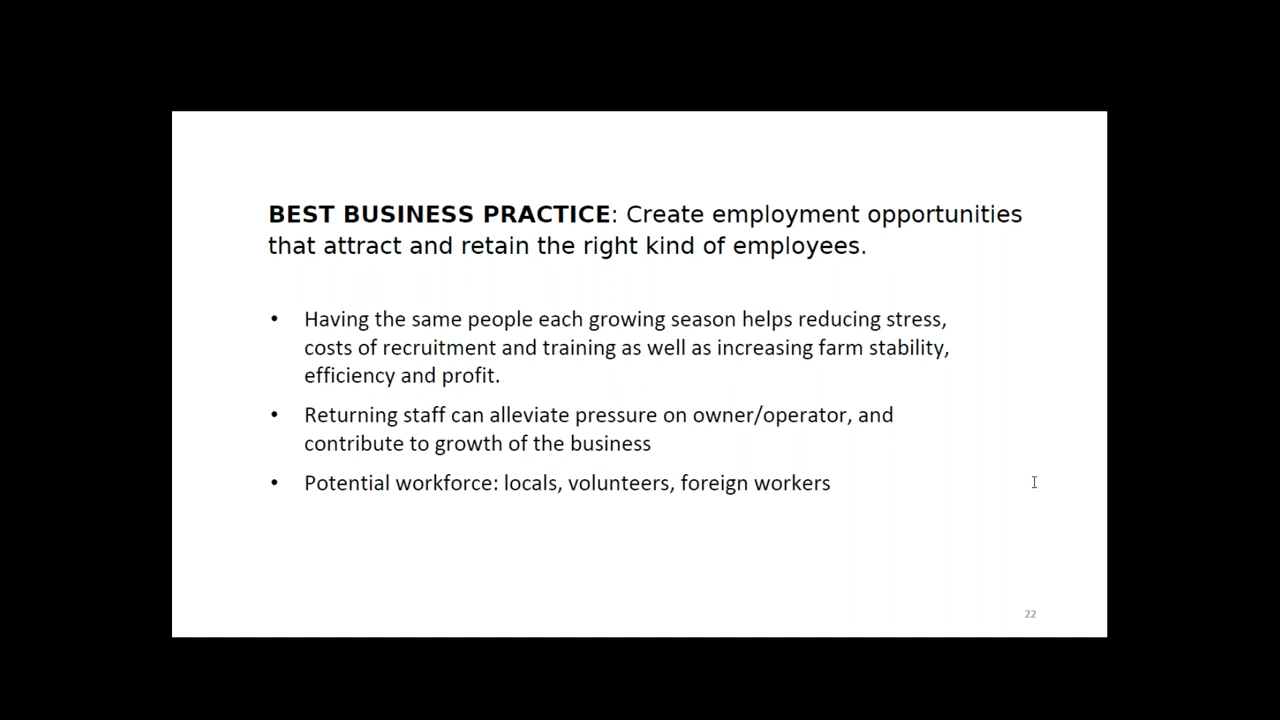 BEST BUSINESS PRACTICE: Create employment opportunities
that attract and retain the right kind of employees.
• Having the same people each growing season helps reducing stress,
costs of recruitment and training as well as increasing farm stability,
efficiency and profit.
• Returning staff can alleviate pressure on owner/operator, and
contribute to growth of the business
• Potential workforce: locals, volunteers, foreign workers
22